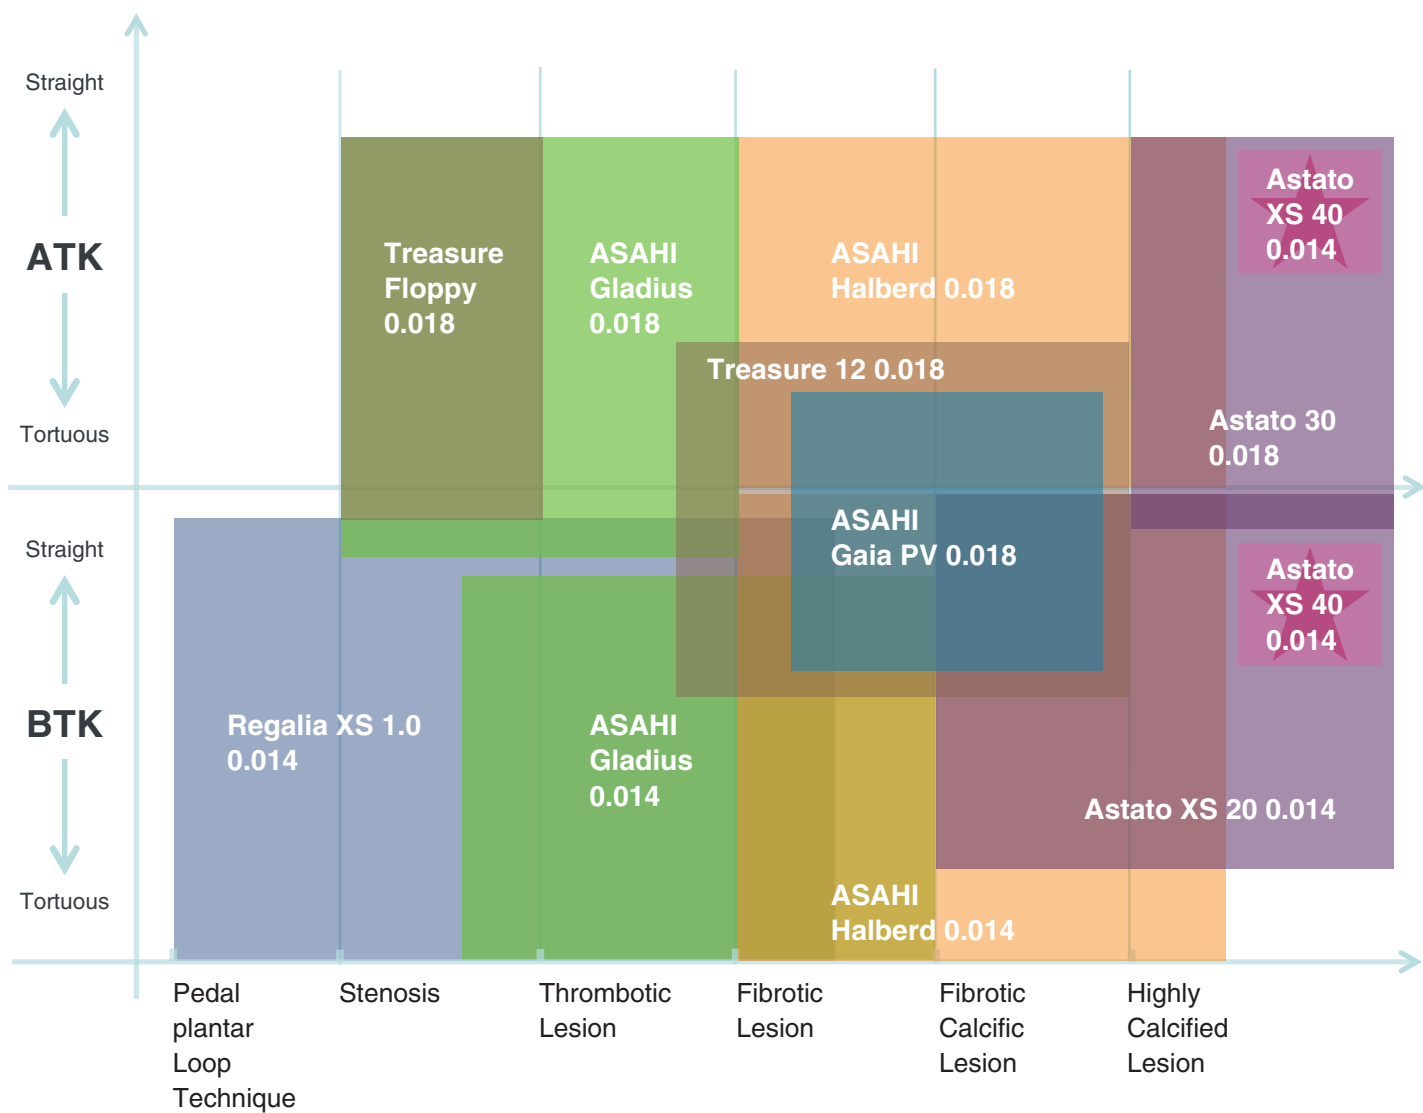 Straight
ATK
Tortuous
Straight
BTK
Tortuous
Treasure
Floppy
0.018
ASAHI
Gladius
0.018
ASAHI
Halberd 0.018
Astato
XS 40
0.014
Treasure 12 0.018
Astato 30
0.018
ASAHI
Gaia PV 0.018
Astato
XS 40
0.014
Regalia XS 1.0
0.014
ASAHI
Gladius
0.014
Astato XS 20 0.014
ASAHI
Halberd 0.014
Pedal
plantar
Loop
Technique
Stenosis
Thrombotic
Lesion
Fibrotic
Lesion
Fibrotic
Calcific
Lesion
Highly
Calcified
Lesion